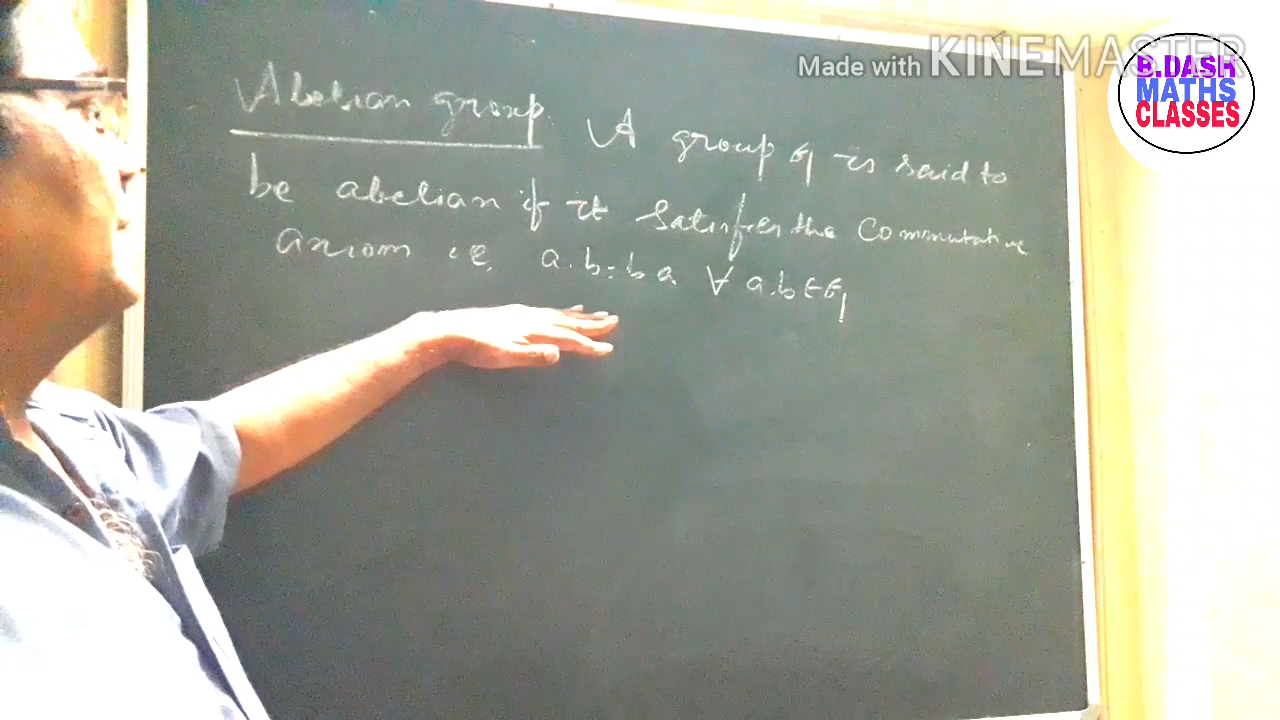 Made with KINEMASTER
B.DASH
MATHS
CLASSES
Abelian group. A group G is said to
be abelian if it satisfies the Commutative
axiom i.e. a.b = b a ∀ a.b ∈ G